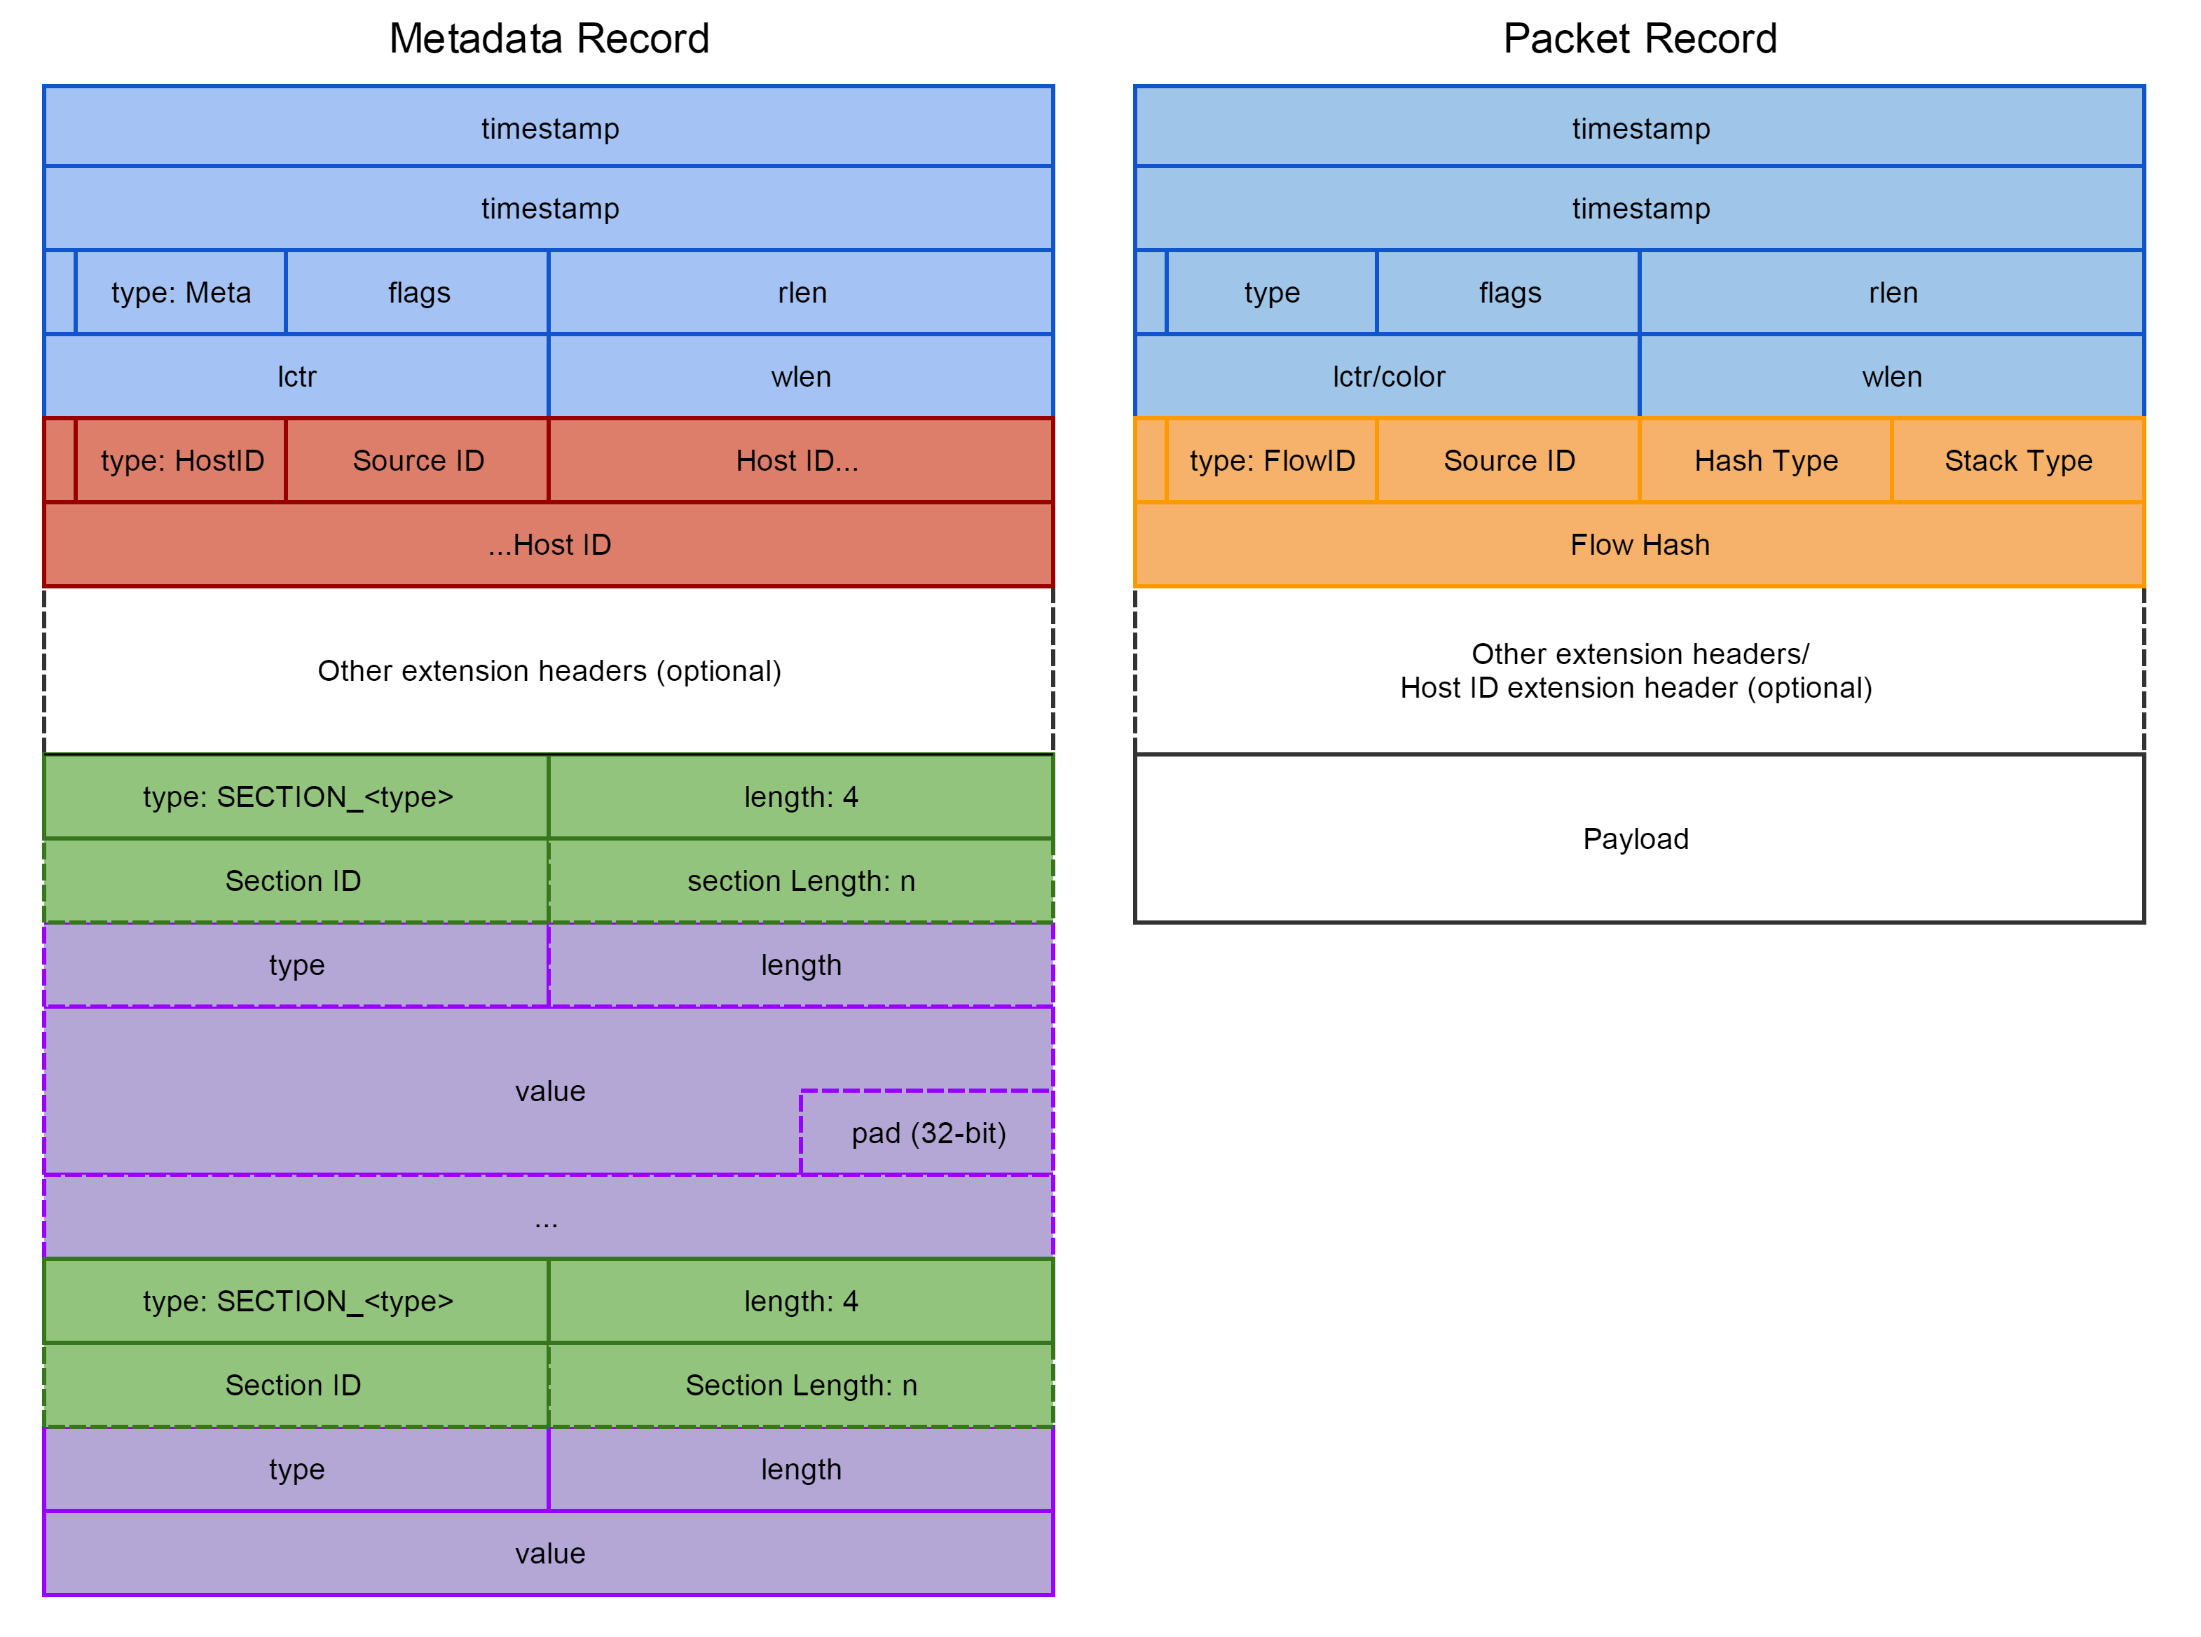 Metadata Record
timestamp
timestamp
type: Meta
flags
rlen
lctr
wlen
type: HostID
Source ID
Host ID...
...Host ID
Other extension headers (optional)
type: SECTION_<type>
length: 4
Section ID
section Length: n
type
length
value
pad (32-bit)
...
type: SECTION_<type>
length: 4
Section ID
Section Length: n
type
length
value
Packet Record
timestamp
timestamp
type
flags
rlen
lctr/color
wlen
type: FlowID
Source ID
Hash Type
Stack Type
Flow Hash
Other extension headers/
Host ID extension header (optional)
Payload